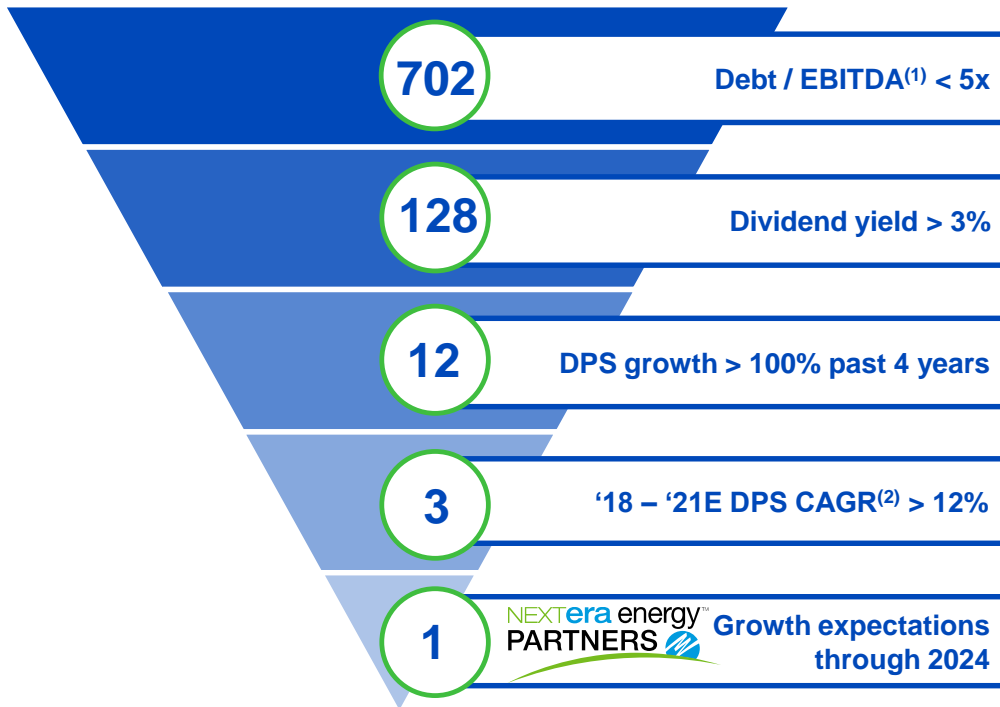 702
Debt / EBITDA(1) < 5x
128
Dividend yield > 3%
12
DPS growth > 100% past 4 years
3
‘18 – ‘21E DPS CAGR(2) > 12%
1
NEXTera energy™
PARTNERS
Growth expectations
through 2024